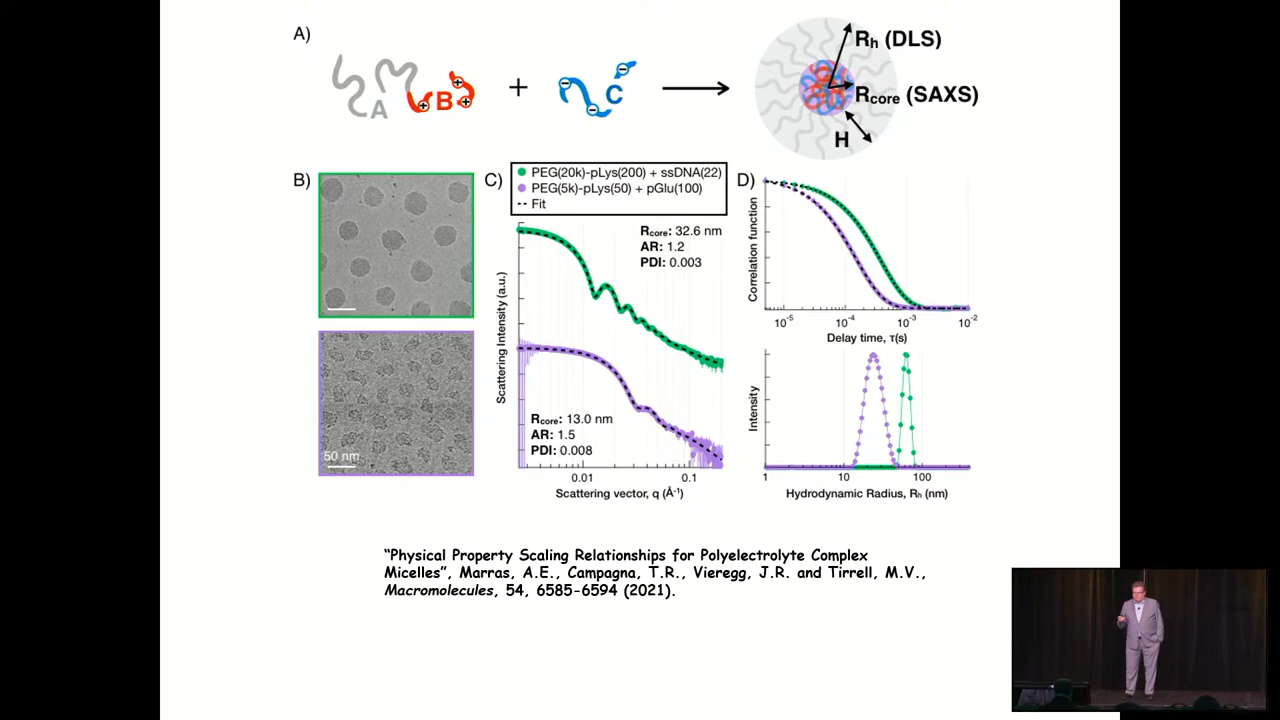 A)
A
B
+
+
+
+
−
−
−
C
Rh (DLS)
Rcore (SAXS)
H
B)
50 nm
C)
PEG(20k)-pLys(200) + ssDNA(22)
PEG(5k)-pLys(50) + pGlu(100)
Fit
Rcore: 32.6 nm
AR: 1.2
PDI: 0.003
Scattering Intensity (a.u.)
Rcore: 13.0 nm
AR: 1.5
PDI: 0.008
0.01 0.1
Scattering vector, q (Å-1)
D)
Correlation function
10-5 10-4 10-3 10-2
Delay time, τ(s)
Intensity
1 10 100
Hydrodynamic Radius, Rh (nm)
“Physical Property Scaling Relationships for Polyelectrolyte Complex
Micelles”, Marras, A.E., Campagna, T.R., Vieregg, J.R. and Tirrell, M.V.,
Macromolecules, 54, 6585-6594 (2021).